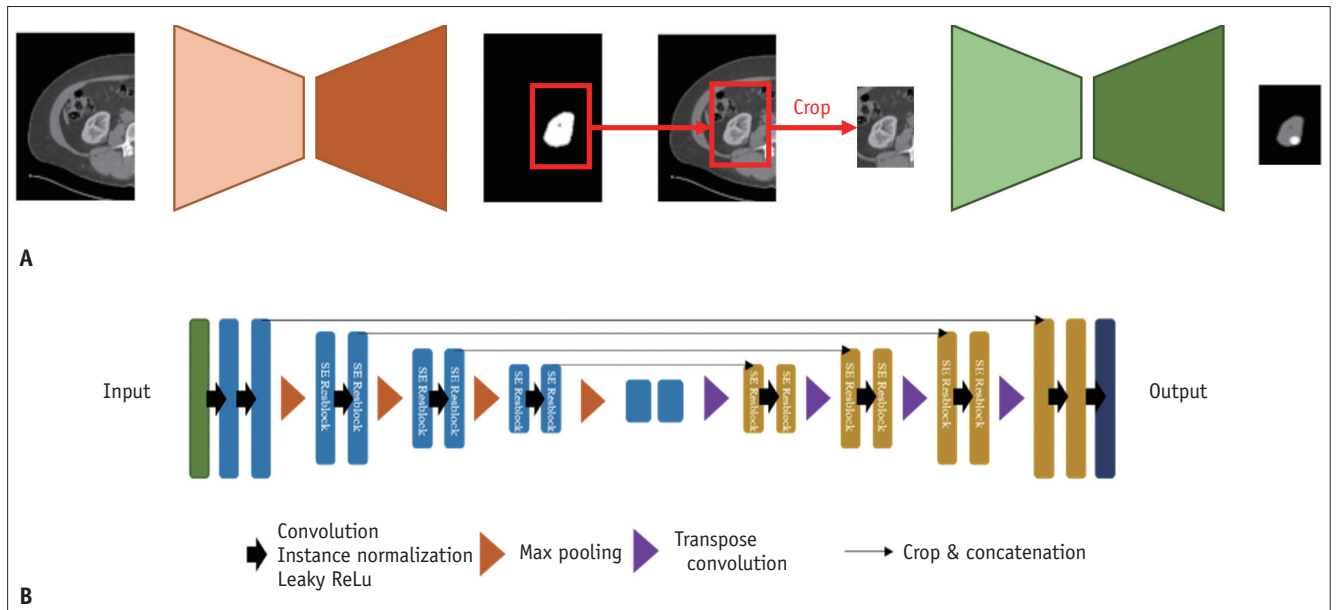 Crop
A
Input
SE Resblock
SE Resblock
SE Resblock
SE Resblock
SE Resblock
SE Resblock
SE Resblock
SE Resblock
SE Resblock
SE Resblock
SE Resblock
SE Resblock
Output
Convolution
Instance normalization
Leaky ReLu
Max pooling
Transpose
convolution
Crop & concatenation
B